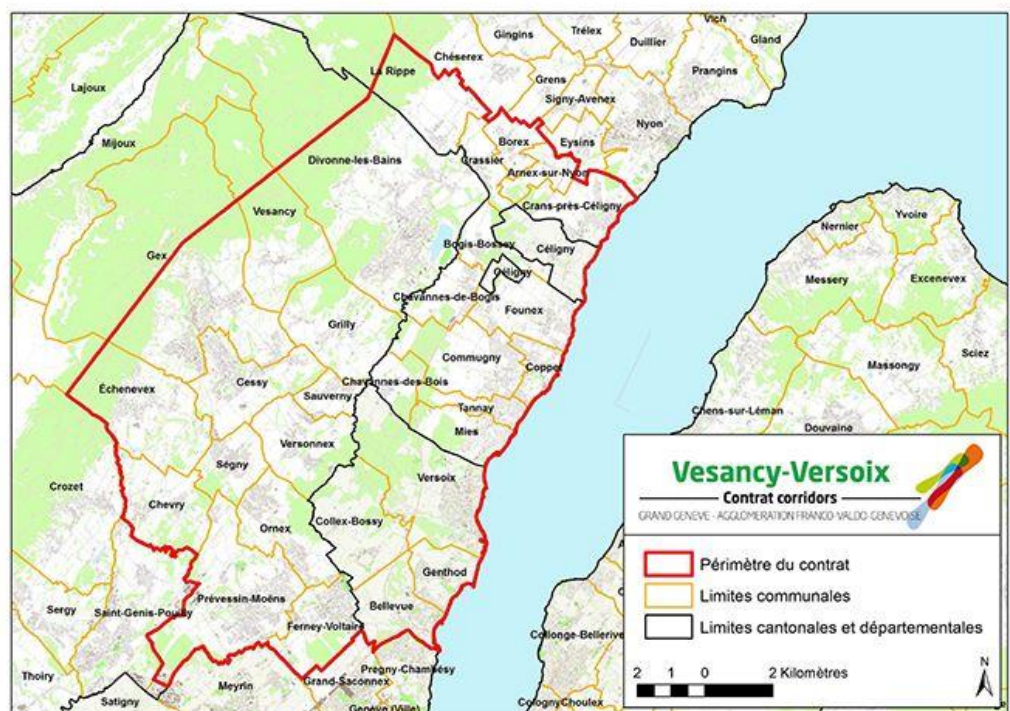 Vich
Gingins
Trélex
Duillier
Gland
Chéserex
La Rippe
Grens
Prangins
Lajoux
Signy-Avenex
Nyon
Mijoux
Borex
Eysins
Divonne-les-Bains
Crassier
Arnex-sur-Nyon
Crans-près-Céligny
Vesancy
Yvoire
Nernier
Gex
Bogis-Bossey
Céligny
Céligny
Messery
Excenevex
Chavannes-de-Bogis
Founex
Grilly
Sciez
Commugny
Coppet
Massongy
Échenevex
Cessy
Chavannes-des-Bois
Sauverny
Tannay
Chens-sur-Léman
Mies
Douvaine
Versonnex
Ségny
Versoix
Crozet
Chevry
Collex-Bossy
Ornex
Genthod
Sergy
Saint-Genis-Pouilly
Prévessin-Moëns
Bellevue
Ferney-Voltaire
Collonge-Bellerive
Thoiry
Pregny-Chambésy
Meyrin
Grand-Saconnex
Satigny
Genève (Ville)
Cologny
Choulex
Vesancy-Versoix
Contrat corridors
GRAND GENEVE - AGGLOMERATION FRANCO-VALDO-GENEVOISE
Périmètre du contrat
Limites communales
Limites cantonales et départementales
2 1 0 2 Kilomètres
N